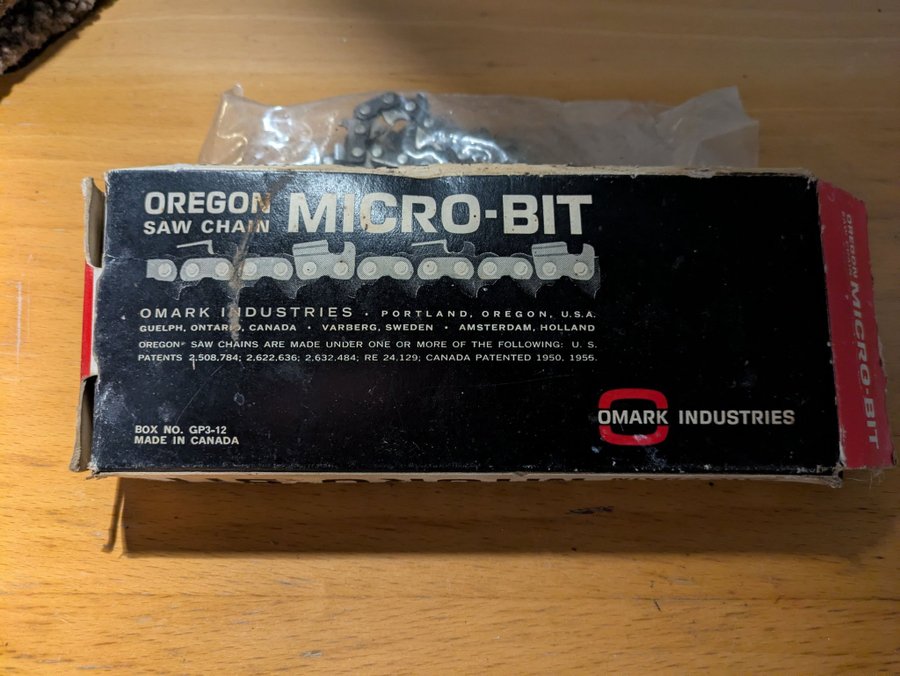 OREGON
SAW CHAIN
MICRO-BIT
OMARK INDUSTRIES • PORTLAND, OREGON, U.S.A.
GUELPH, ONTARIO, CANADA • VARBERG, SWEDEN • AMSTERDAM, HOLLAND
OREGON® SAW CHAINS ARE MADE UNDER ONE OR MORE OF THE FOLLOWING: U. S.
PATENTS 2,508,784; 2,622,636; 2,632,484; RE 24,129; CANADA PATENTED 1950, 1955.
BOX NO. GP3-12
MADE IN CANADA
OMARK INDUSTRIES
OREGON
SAW CHAIN
MICRO-BIT